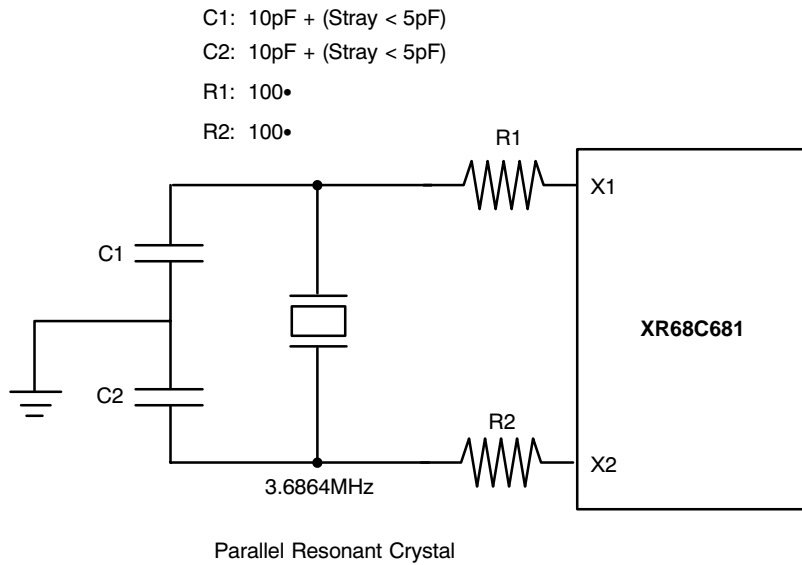 C1: 10pF + (Stray < 5pF)
C2: 10pF + (Stray < 5pF)
R1: 100•
R2: 100•
R1
X1
C1
XR68C681
C2
R2
X2
3.6864MHz
Parallel Resonant Crystal